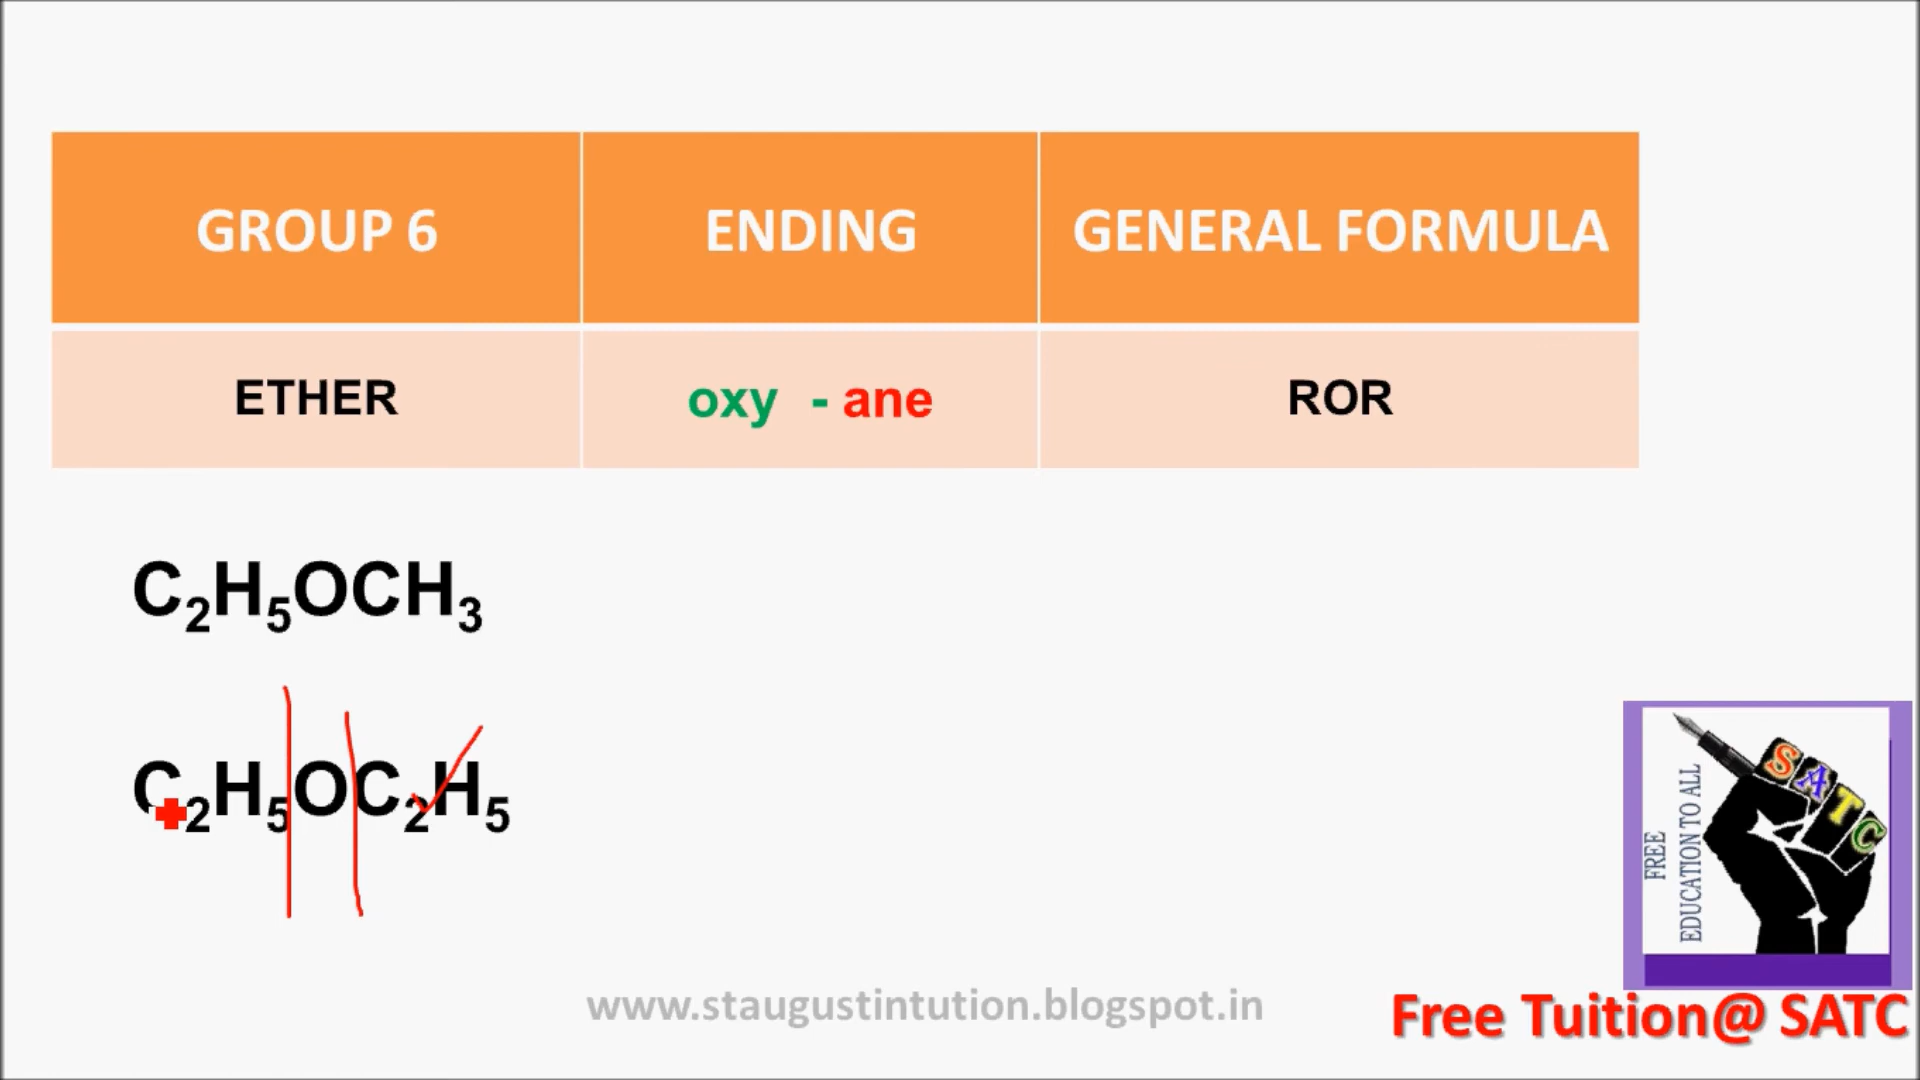 GROUP 6 ENDING GENERAL FORMULA
ETHER oxy - ane ROR
C₂H₅OCH₃
C₂H₅OC₂H₅
SATC
FREE
EDUCATION TO ALL
www.staugustintution.blogspot.in
Free Tuition@ SATC